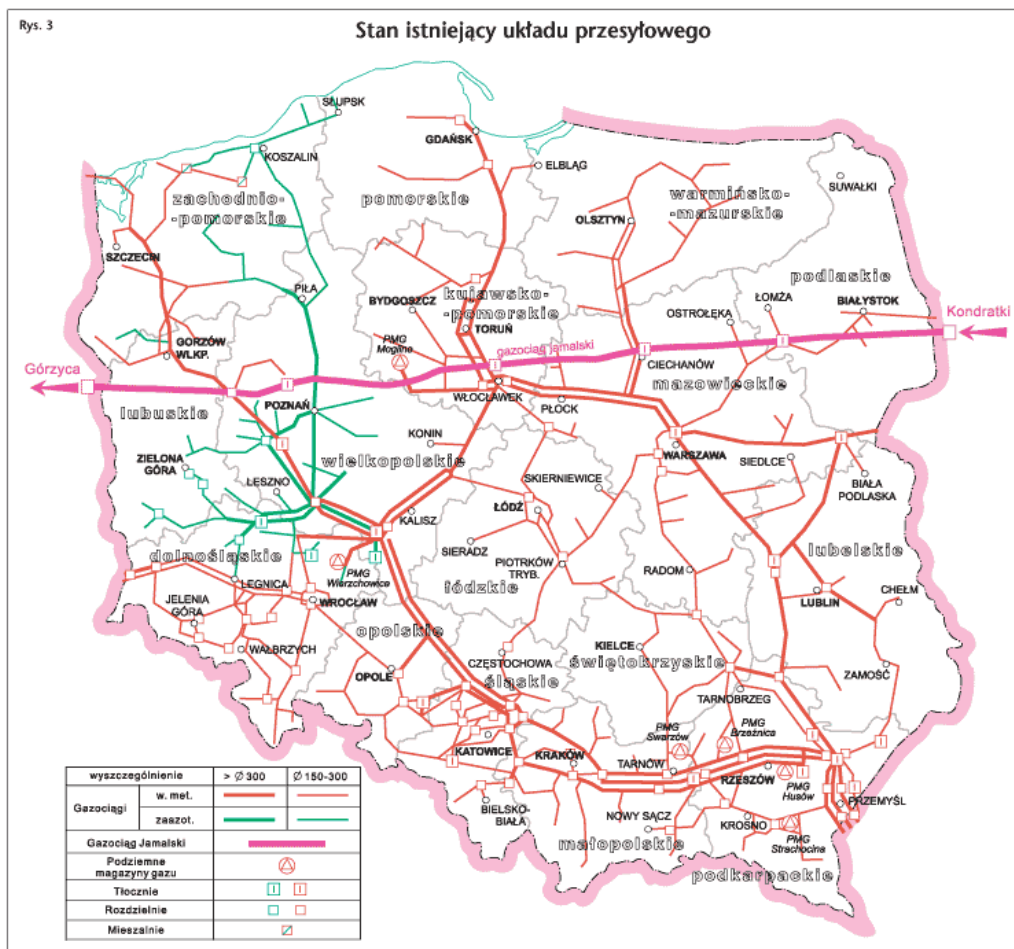 Rys. 3
Stan istniejący układu przesyłowego
SŁUPSK
GDAŃSK
KOSZALIN
ELBLĄG
SUWAŁKI
zachodnio-
-pomorskie
pomorskie
warmińsko-
-mazurskie
OLSZTYN
SZCZECIN
podlaskie
PIŁA
BYDGOSZCZ
kujawsko-
-pomorskie
ŁOMŻA
BIAŁYSTOK
OSTROŁĘKA
Kondratki
TORUŃ
PMG
Mogilno
GORZÓW
WLKP.
gazociąg jamalski
CIECHANÓW
Górzyca
mazowieckie
WŁOCŁAWEK
PŁOCK
lubuskie
POZNAŃ
KONIN
WARSZAWA
ZIELONA
GÓRA
wielkopolskie
SIEDLCE
SKIERNIEWICE
BIAŁA
PODLASKA
LESZNO
KALISZ
ŁÓDŹ
SIERADZ
dolnośląskie
PMG
Wierzchowice
PIOTRKÓW
TRYB.
lubelskie
RADOM
łódzkie
LEGNICA
LUBLIN
CHEŁM
JELENIA
GÓRA
WROCŁAW
opolskie
KIELCE
WAŁBRZYCH
CZĘSTOCHOWA
świętokrzyskie
OPOLE
śląskie
ZAMOŚĆ
TARNOBRZEG
PMG
Swarzów
PMG
Brzeźnica
KATOWICE
KRAKÓW
TARNÓW
RZESZÓW
PMG
Husów
PRZEMYŚL
BIELSKO-
BIAŁA
NOWY SĄCZ
KROSNO
małopolskie
PMG
Strachocina
podkarpackie
wyszczególnienie > Ø 300 Ø 150-300
Gazociągi w. met.
zaszot.
Gazociąg Jamalski
Podziemne
magazyny gazu
Tłocznie
Rozdzielnie
Mieszalnie